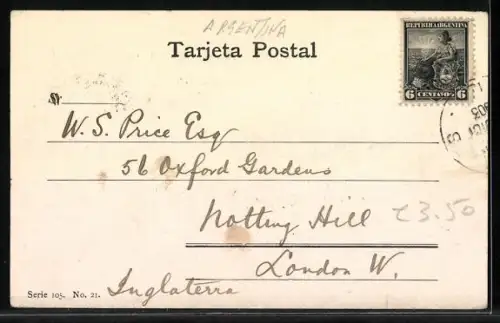 ARGENTINA
Tarjeta Postal
REPUBLICA ARGENTINA
6 CENTAVOS 6
W. S. Price Esq
56 Oxford Gardens
Notting Hill
£3.50
London W.
Serie 105. No. 21.
Inglaterra